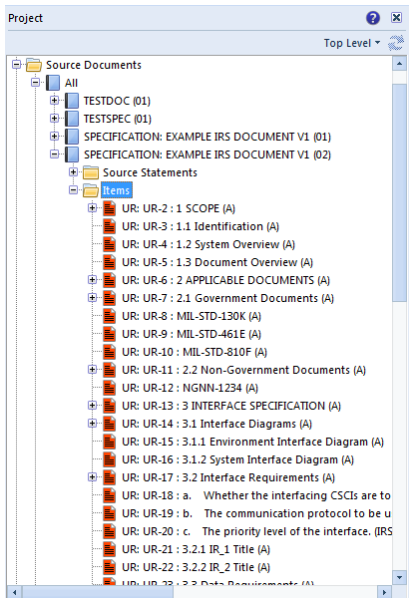 Project
Top Level
Source Documents
All
TESTDOC (01)
TESTSPEC (01)
SPECIFICATION: EXAMPLE IRS DOCUMENT V1 (01)
SPECIFICATION: EXAMPLE IRS DOCUMENT V1 (02)
Source Statements
Items
UR: UR-2 : 1 SCOPE (A)
UR: UR-3 : 1.1 Identification (A)
UR: UR-4 : 1.2 System Overview (A)
UR: UR-5 : 1.3 Document Overview (A)
UR: UR-6 : 2 APPLICABLE DOCUMENTS (A)
UR: UR-7 : 2.1 Government Documents (A)
UR: UR-8 : MIL-STD-130K (A)
UR: UR-9 : MIL-STD-461E (A)
UR: UR-10 : MIL-STD-810F (A)
UR: UR-11 : 2.2 Non-Government Documents (A)
UR: UR-12 : NGNN-1234 (A)
UR: UR-13 : 3 INTERFACE SPECIFICATION (A)
UR: UR-14 : 3.1 Interface Diagrams (A)
UR: UR-15 : 3.1.1 Environment Interface Diagram (A)
UR: UR-16 : 3.1.2 System Interface Diagram (A)
UR: UR-17 : 3.2 Interface Requirements (A)
UR: UR-18 : a. Whether the interfacing CSCIs are to
UR: UR-19 : b. The communication protocol to be u
UR: UR-20 : c. The priority level of the interface. (IRS
UR: UR-21 : 3.2.1 IR_1 Title (A)
UR: UR-22 : 3.2.2 IR_2 Title (A)
UR: UR-23 : 3.3 Data Requirements (A)